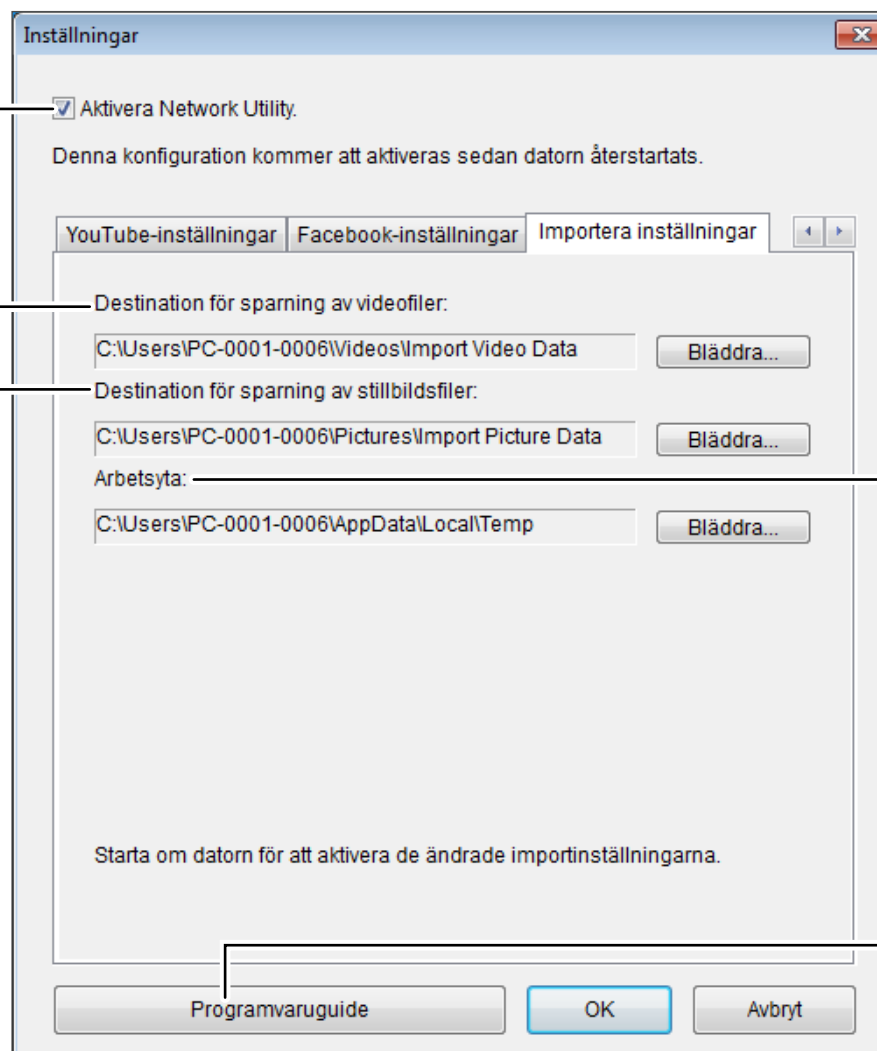 Inställningar
Aktivera Network Utility.
Denna konfiguration kommer att aktiveras sedan datorn återstartats.
YouTube-inställningar Facebook-inställningar Importera inställningar
Destination för sparning av videofiler:
C:\Users\PC-0001-0006\Videos\Import Video Data Bläddra...
Destination för sparning av stillbildsfiler:
C:\Users\PC-0001-0006\Pictures\Import Picture Data Bläddra...
Arbetsyta:
C:\Users\PC-0001-0006\AppData\Local\Temp Bläddra...
Starta om datorn för att aktivera de ändrade importinställningarna.
Programvaruguide OK Avbryt